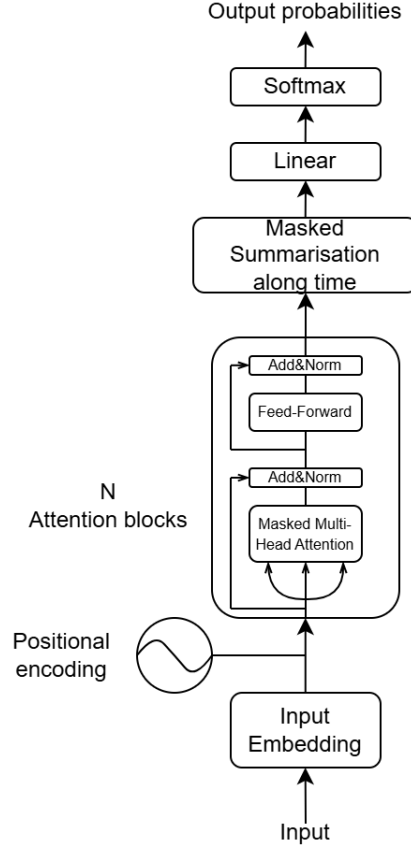 Output probabilities
Softmax
Linear
Masked
Summarisation
along time
Add&Norm
Feed-Forward
N
Attention blocks
Add&Norm
Masked Multi-
Head Attention
Positional
encoding
Input
Embedding
Input